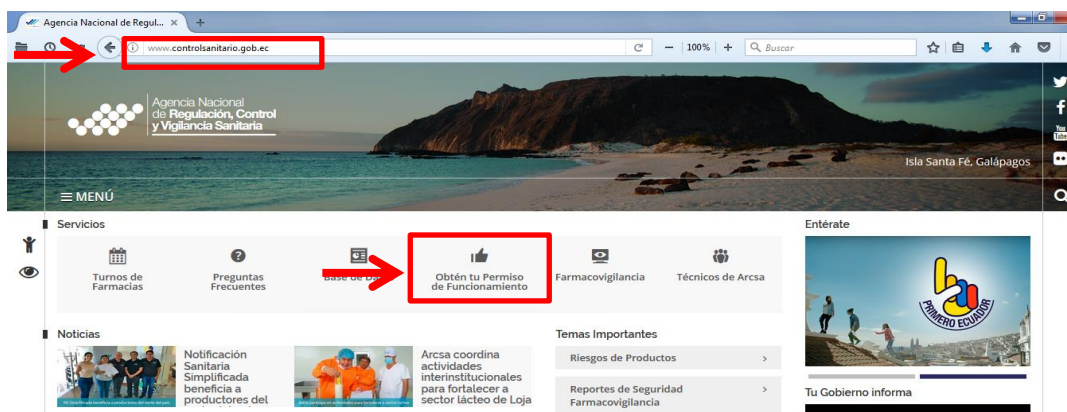 Agencia Nacional de Regul...
www.controlsanitario.gob.ec
100%
Buscar
Agencia Nacional
de Regulación, Control
y Vigilancia Sanitaria
Isla Santa Fé, Galápagos
You
Tube
MENÚ
Servicios
Turnos de
Farmacias
Preguntas
Frecuentes
Base de Da
Obtén tu Permiso
de Funcionamiento
Farmacovigilancia
Técnicos de Arcsa
Entérate
PRIMERO ECUADOR
Noticias
Notificación
Sanitaria
Simplificada
beneficia a
productores del
Arcsa coordina
actividades
interinstitucionales
para fortalecer a
sector lácteo de Loja
Temas Importantes
Riesgos de Productos
Reportes de Seguridad
Farmacovigilancia
Tu Gobierno informa